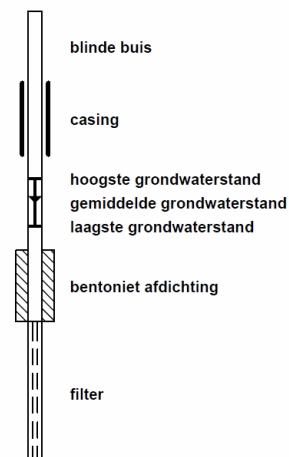 blinde buis
casing
hoogste grondwaterstand
gemiddelde grondwaterstand
laagste grondwaterstand
bentoniet afdichting
filter